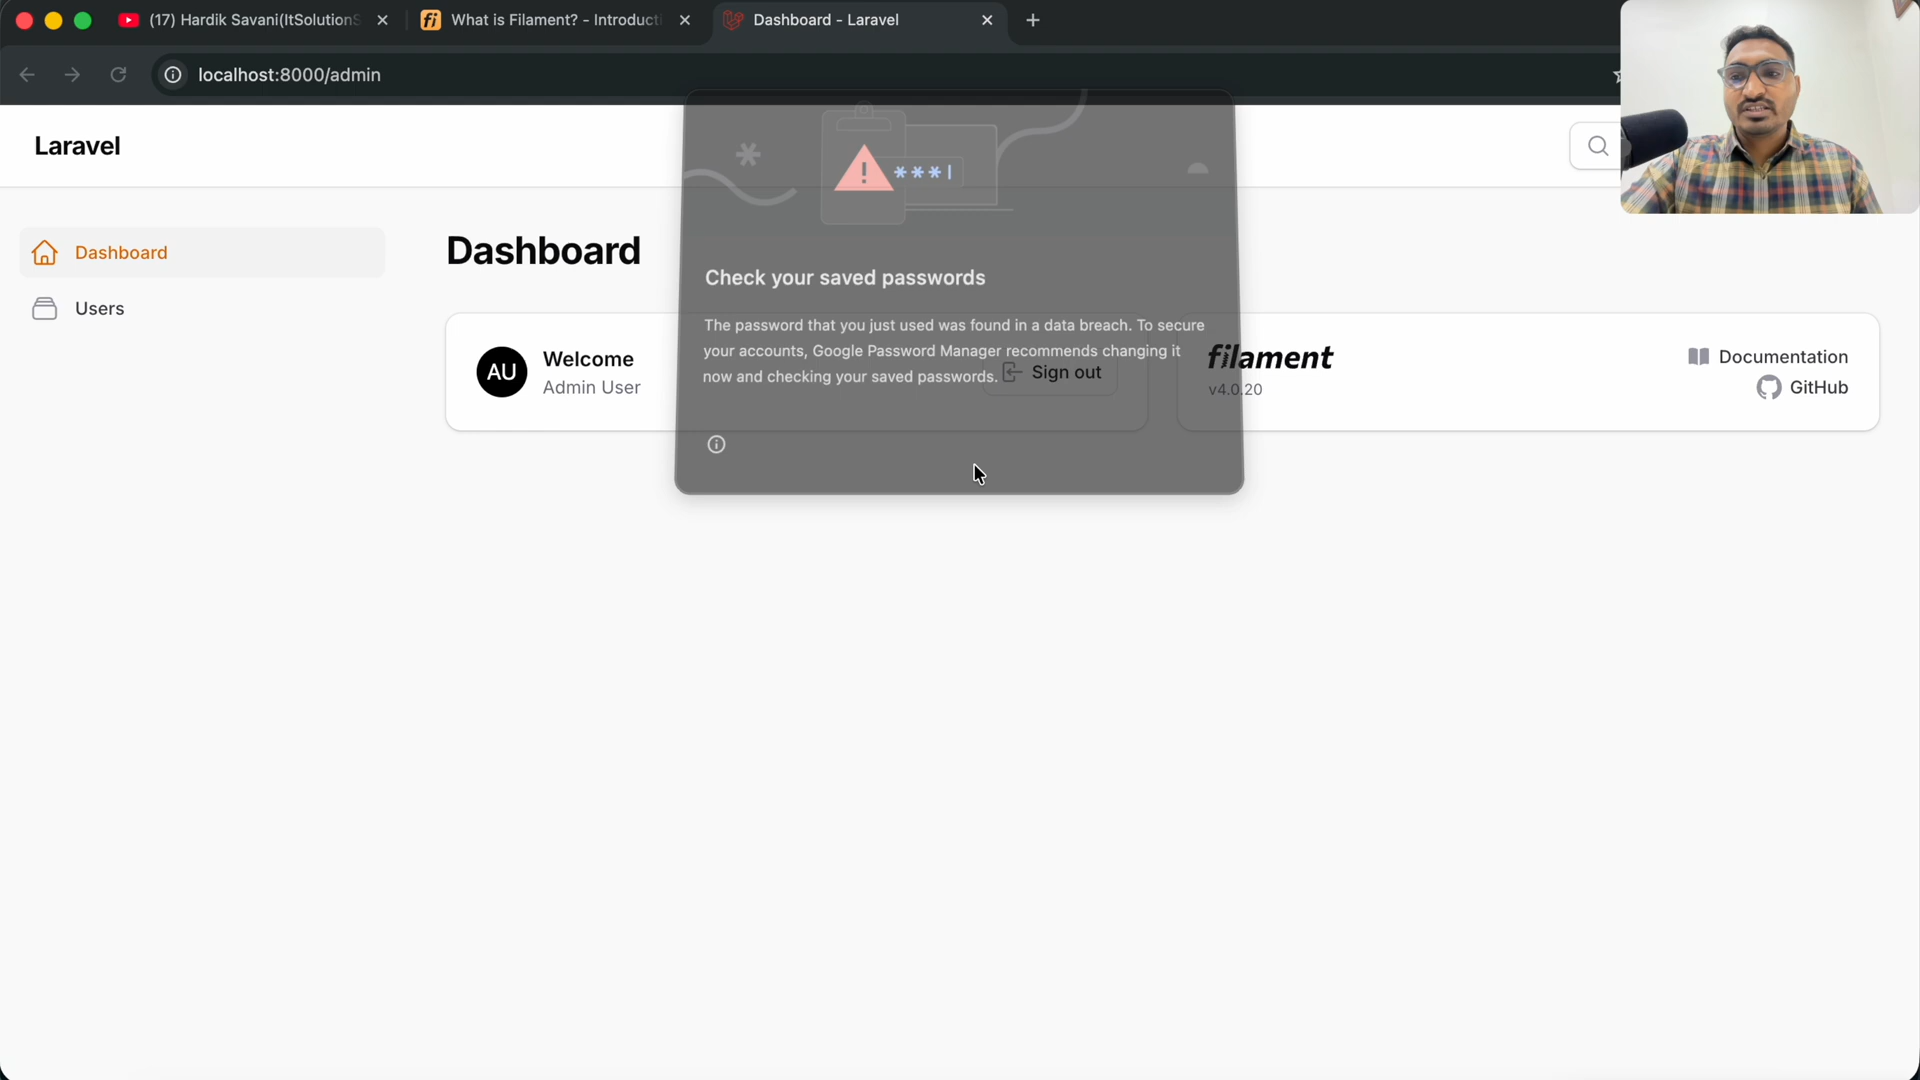 (17) Hardik Savani(ItSolutionS
What is Filament? - Introducti
Dashboard - Laravel
localhost:8000/admin
Laravel
Dashboard
Users
Dashboard
AU
Welcome
Admin User
Sign out
filament
v4.0.20
Documentation
GitHub
***|
Check your saved passwords
The password that you just used was found in a data breach. To secure
your accounts, Google Password Manager recommends changing it
now and checking your saved passwords.